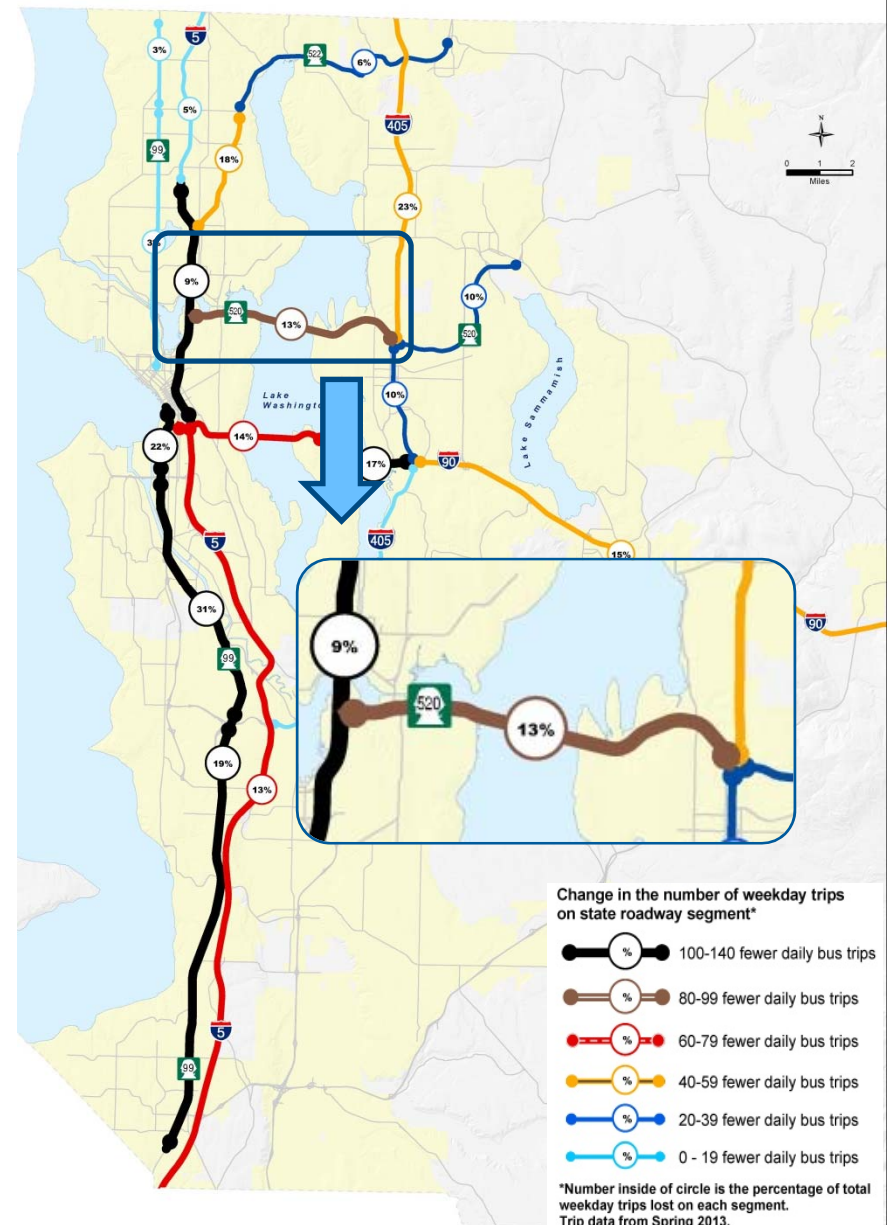 5
3%
522
6%
5%
405
N
99
18%
0 1 2
Miles
23%
3%
9%
10%
520
13%
520
Lake Sammamish
Lake
Washington
10%
14%
22%
17%
90
5
405
15%
31%
90
99
9%
520
13%
19%
13%
5
99
Change in the number of weekday trips
on state roadway segment*
% 100-140 fewer daily bus trips
% 80-99 fewer daily bus trips
% 60-79 fewer daily bus trips
% 40-59 fewer daily bus trips
% 20-39 fewer daily bus trips
% 0 - 19 fewer daily bus trips
*Number inside of circle is the percentage of total
weekday trips lost on each segment.
Trip data from Spring 2013.